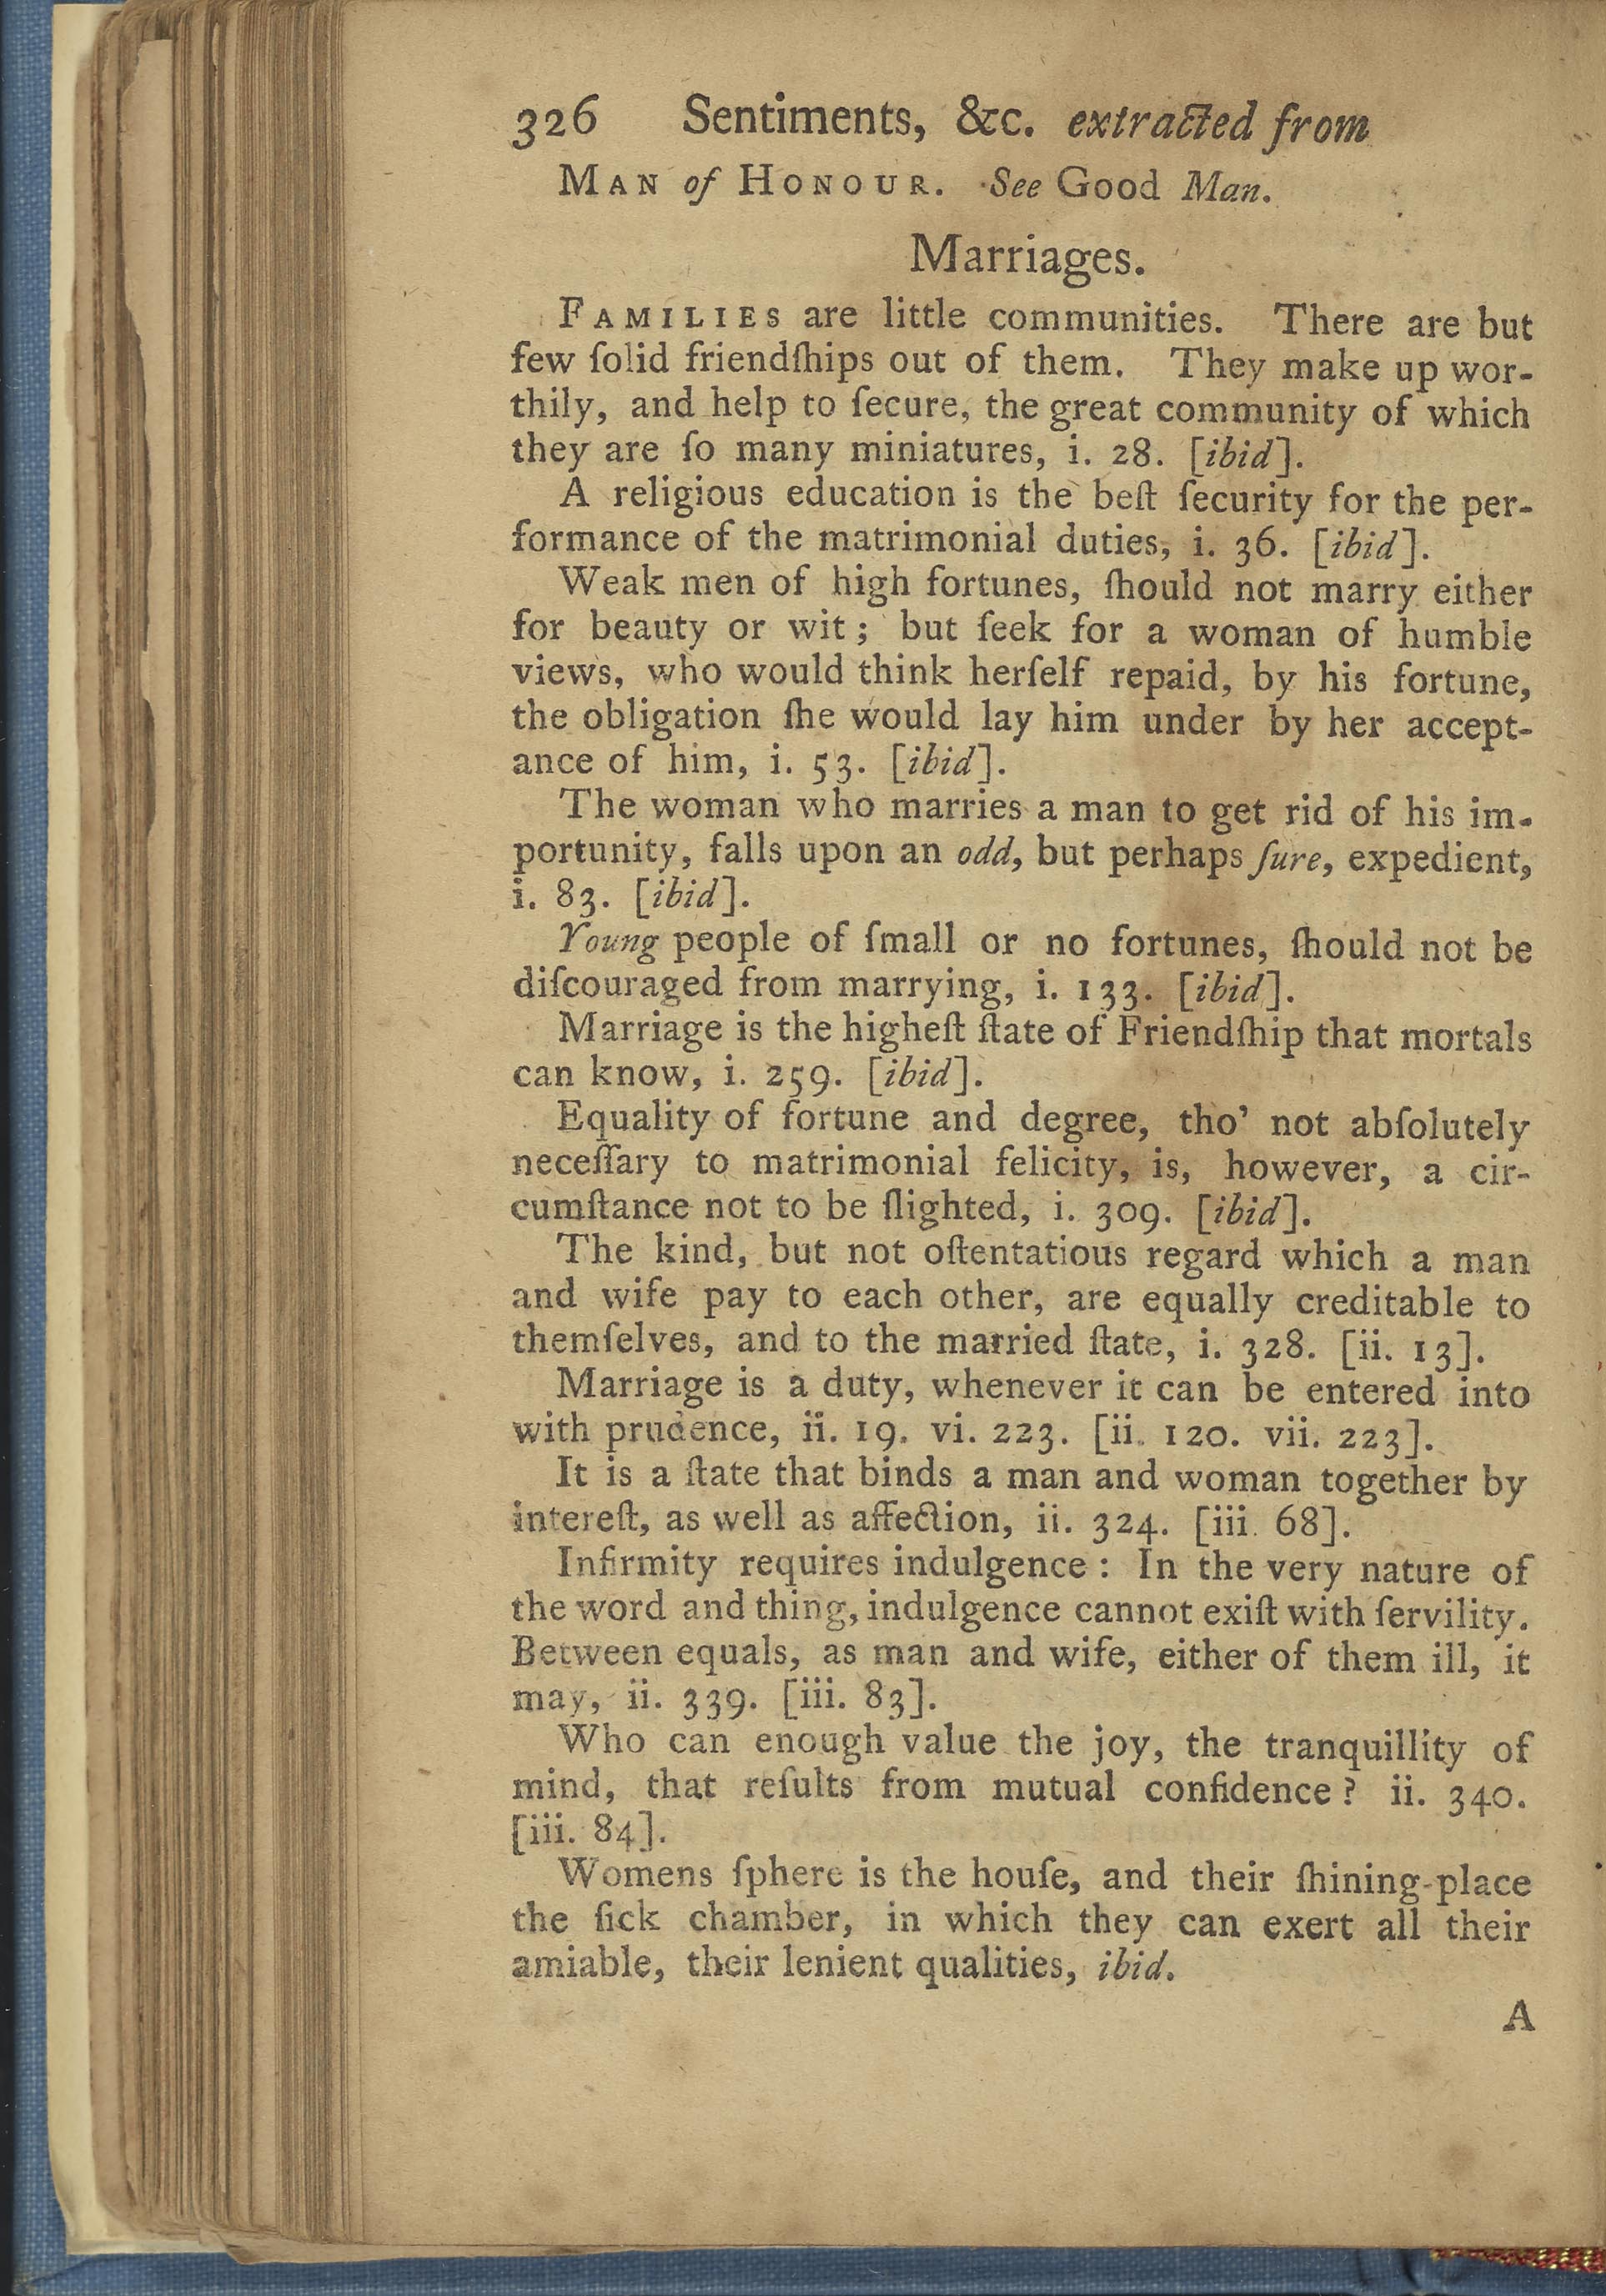 326 Sentiments, &c. extracted from
MAN of HONOUR. See Good Man.
Marriages.
FAMILIES are little communities. There are but
few ſolid friendſhips out of them. They make up wor-
thily, and help to ſecure, the great community of which
they are ſo many miniatures, i. 28. [ibid].
A religious education is the beſt ſecurity for the per-
formance of the matrimonial duties, i. 36. [ibid].
Weak men of high fortunes, ſhould not marry either
for beauty or wit; but ſeek for a woman of humble
views, who would think herſelf repaid, by his fortune,
the obligation ſhe would lay him under by her accept-
ance of him, i. 53. [ibid].
The woman who marries a man to get rid of his im-
portunity, falls upon an odd, but perhaps ſure, expedient,
i. 83. [ibid].
Young people of ſmall or no fortunes, ſhould not be
diſcouraged from marrying, i. 133. [ibid].
Marriage is the higheſt ſtate of Friendſhip that mortals
can know, i. 259. [ibid].
Equality of fortune and degree, tho' not abſolutely
neceſſary to matrimonial felicity, is, however, a cir-
cumſtance not to be ſlighted, i. 309. [ibid].
The kind, but not oſtentatious regard which a man
and wife pay to each other, are equally creditable to
themſelves, and to the married ſtate, i. 328. [ii. 13].
Marriage is a duty, whenever it can be entered into
with prudence, ii. 19. vi. 223. [ii. 120. vii. 223].
It is a ſtate that binds a man and woman together by
intereſt, as well as affection, ii. 324. [iii. 68].
Infirmity requires indulgence: In the very nature of
the word and thing, indulgence cannot exiſt with ſervility.
Between equals, as man and wife, either of them ill, it
may, ii. 339. [iii. 83].
Who can enough value the joy, the tranquillity of
mind, that reſults from mutual confidence? ii. 340.
[iii. 84].
Womens ſphere is the houſe, and their ſhining-place
the ſick chamber, in which they can exert all their
amiable, their lenient qualities, ibid.
A